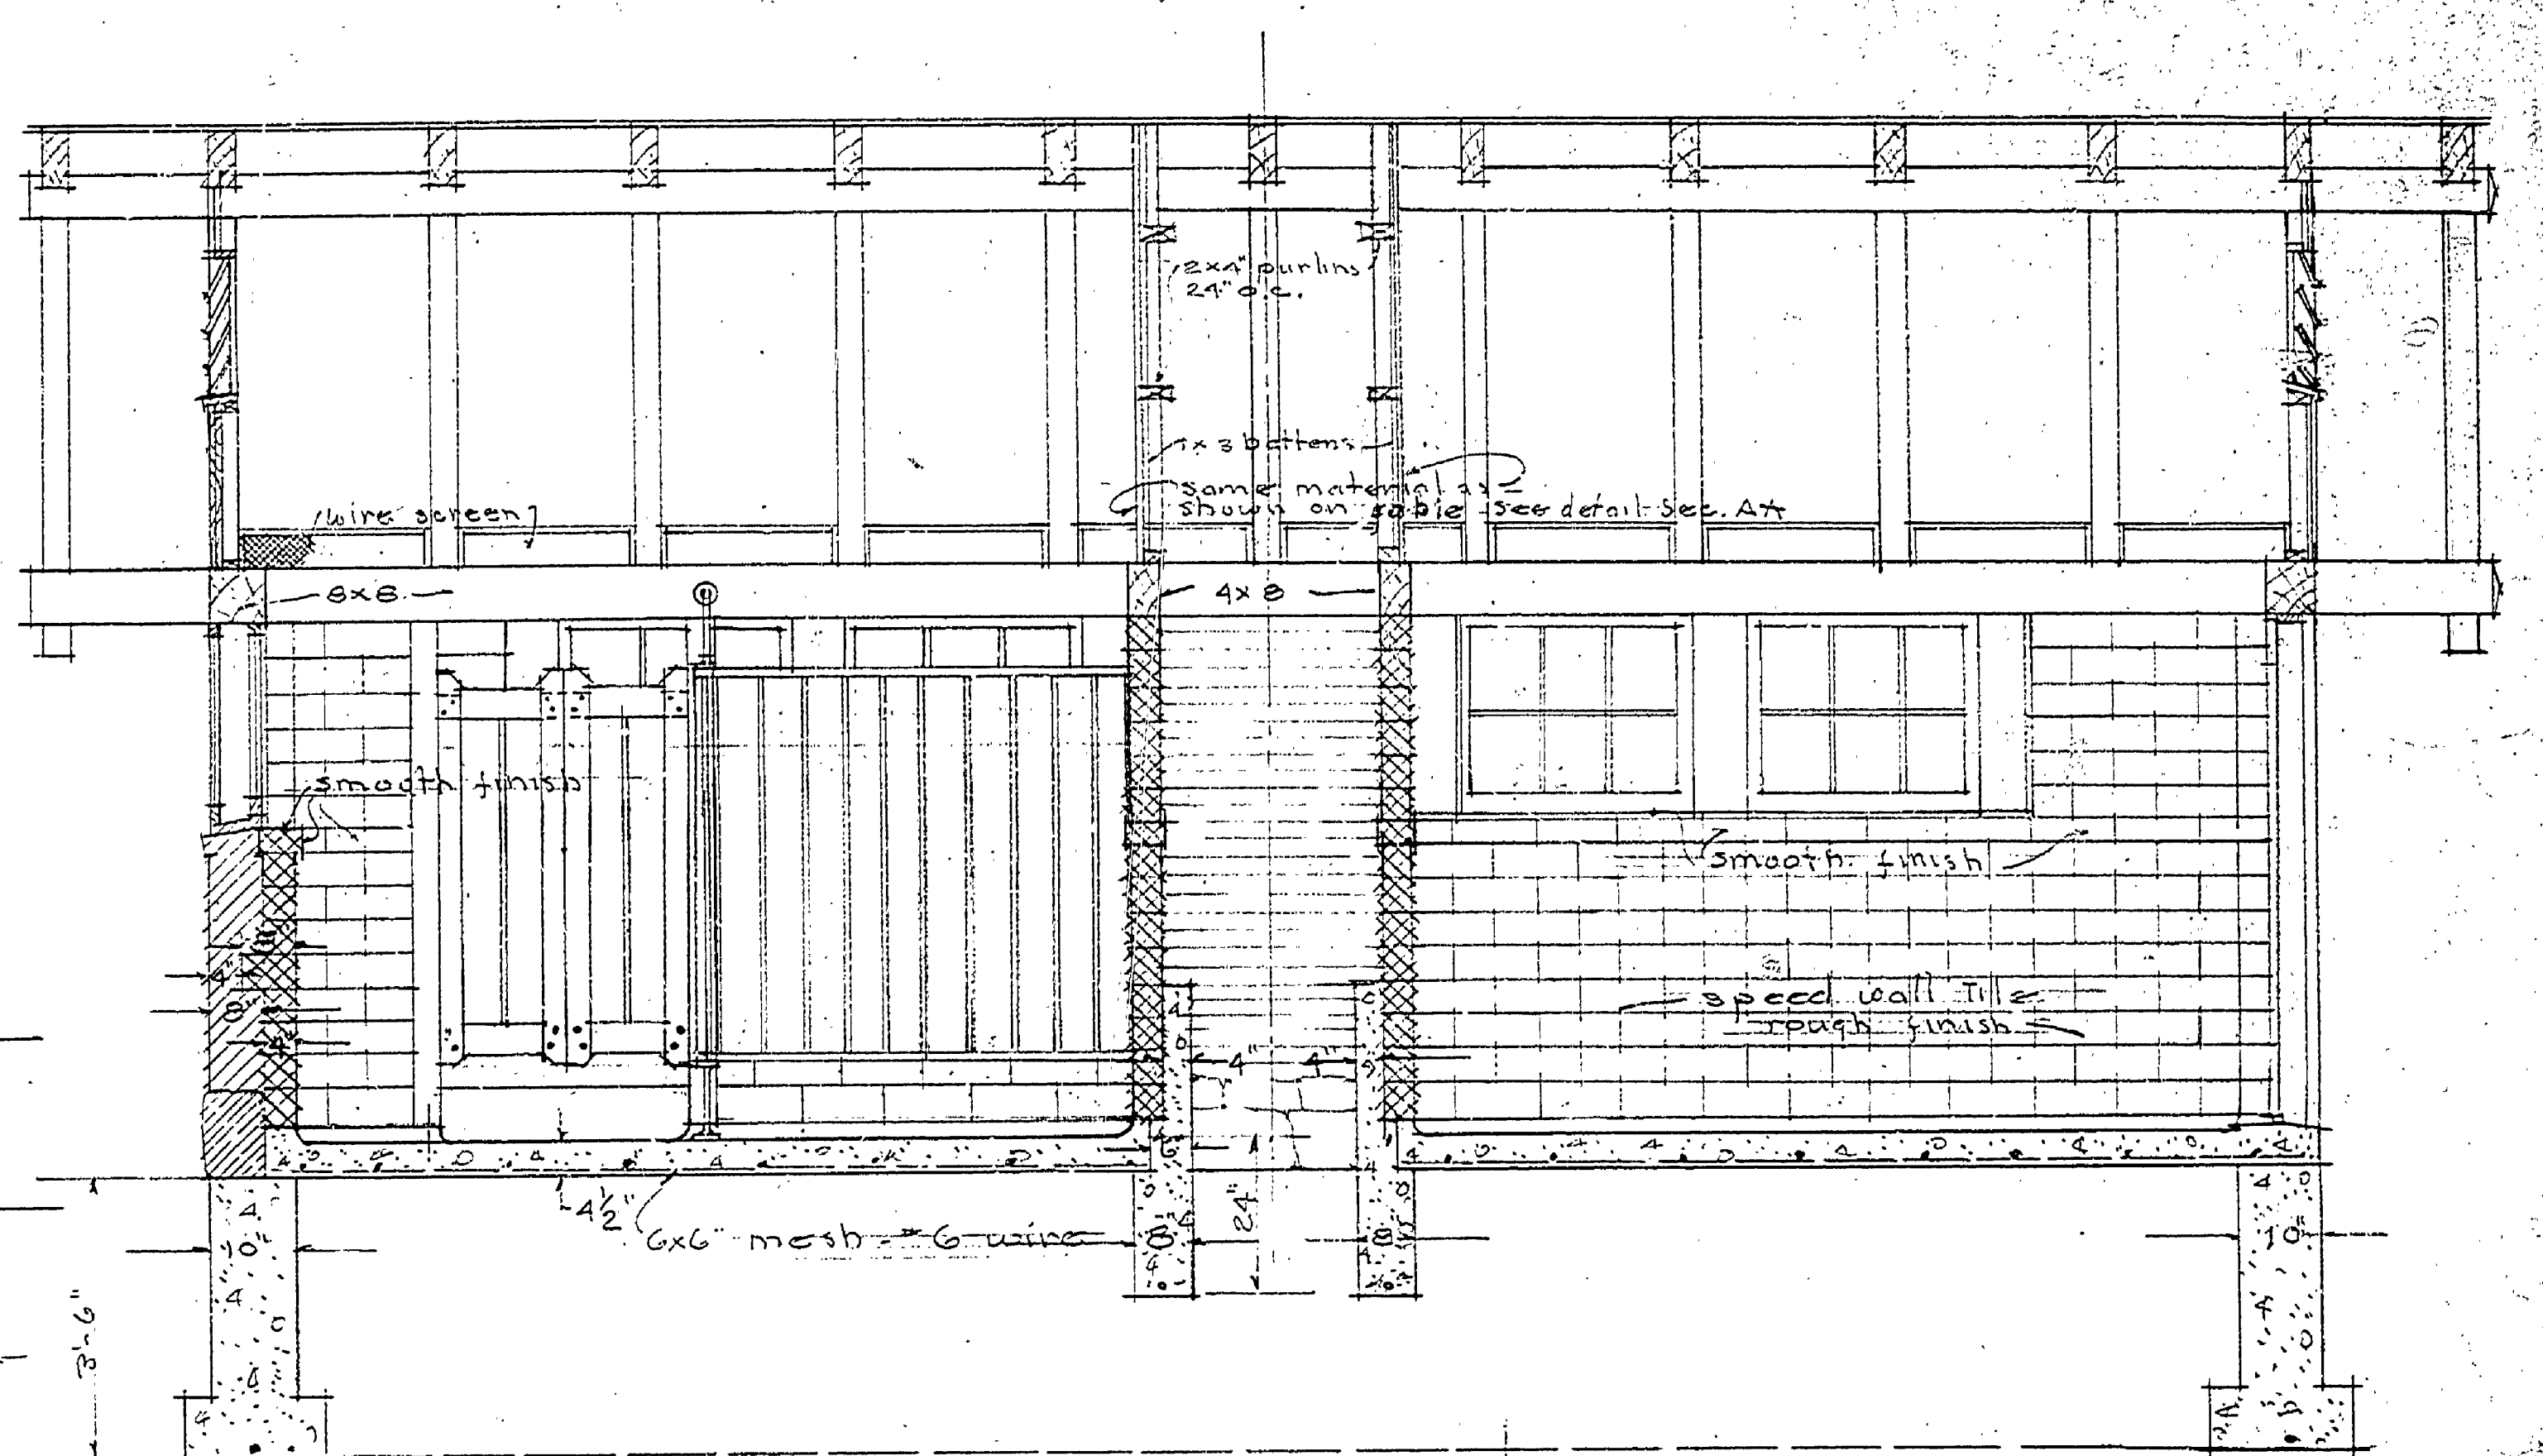 2x4" purlins
24" o.c.
1x3 battens
same material as
shown on gable see detail Sec. AA
wire screen
8x8
4x8
smooth finish
smooth finish
8"
4"
8"
4"
speed wall Tile
rough finish
4" 4"
6"
4½"
24"
6x6" mesh - #6 wire
10"
8"
8"
10"
3'-6"